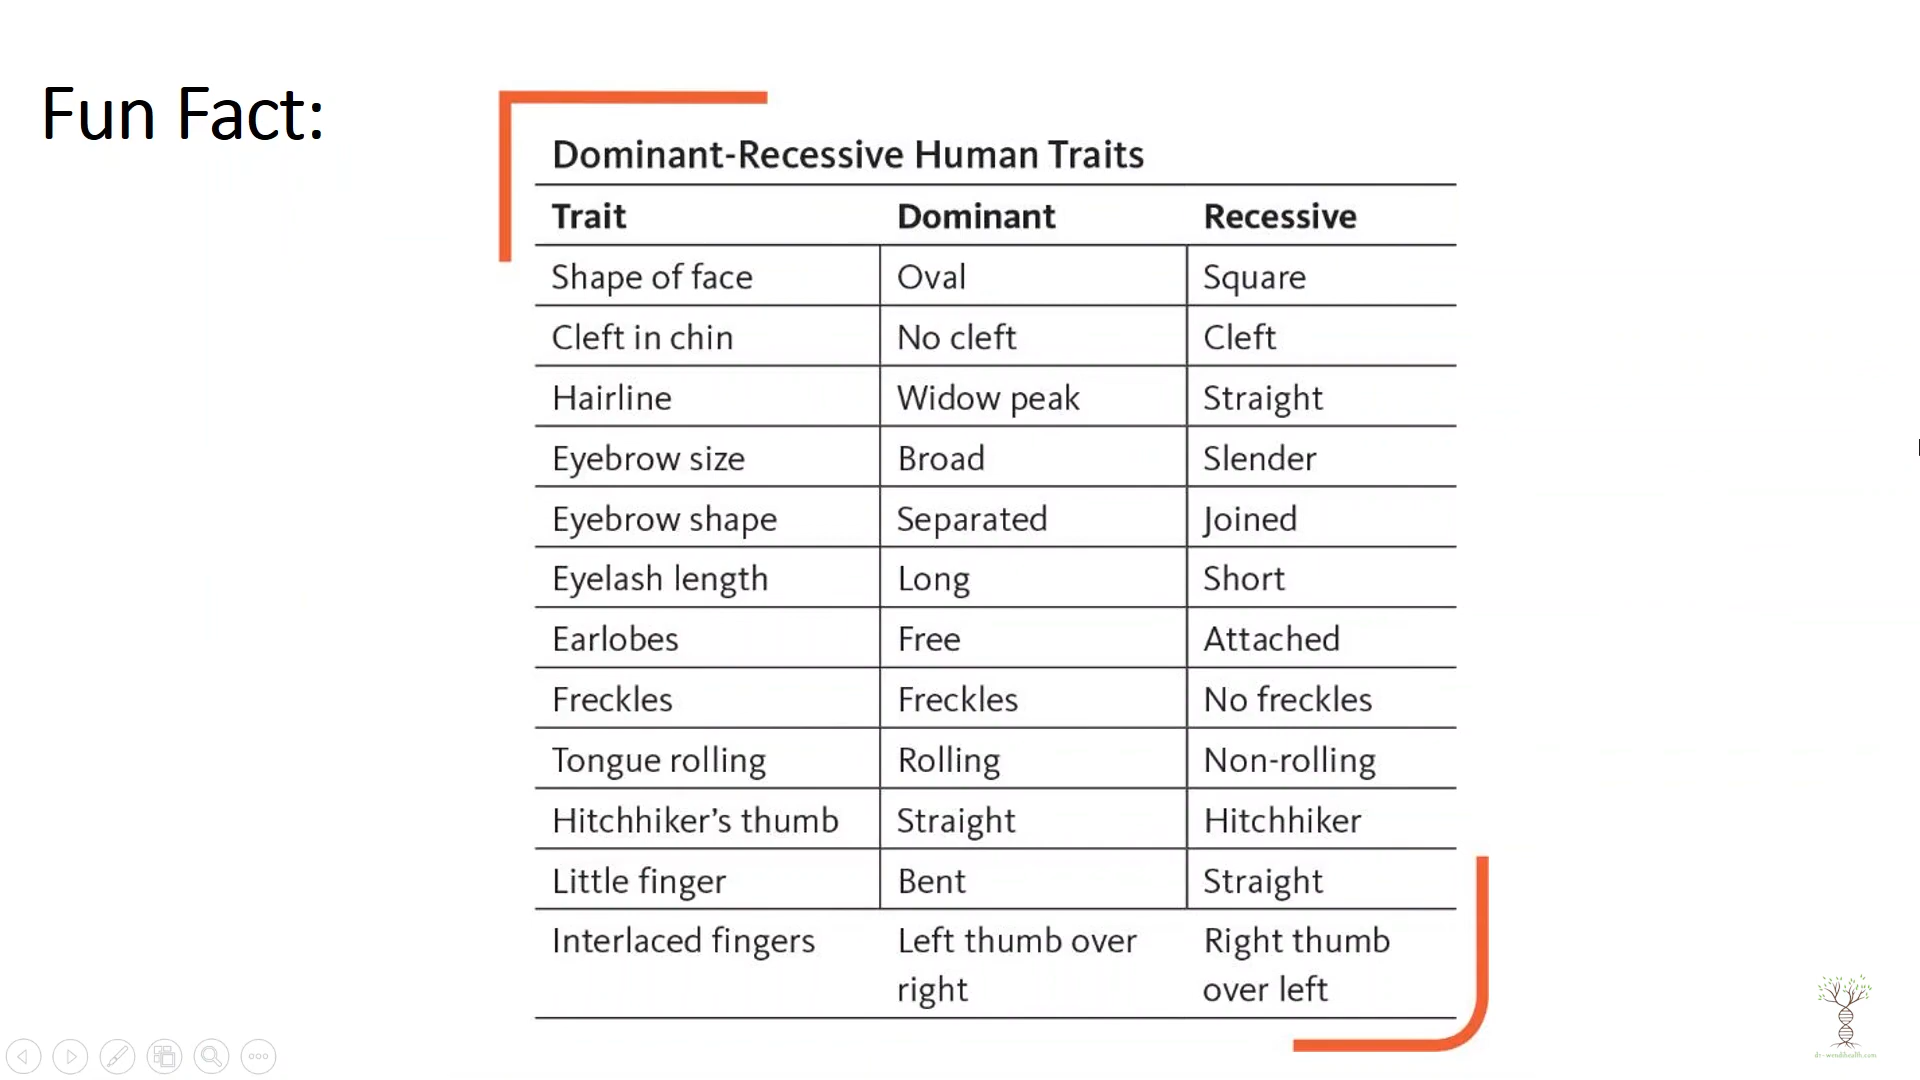 Fun Fact:
Dominant-Recessive Human Traits
Trait Dominant Recessive
Shape of face Oval Square
Cleft in chin No cleft Cleft
Hairline Widow peak Straight
Eyebrow size Broad Slender
Eyebrow shape Separated Joined
Eyelash length Long Short
Earlobes Free Attached
Freckles Freckles No freckles
Tongue rolling Rolling Non-rolling
Hitchhiker’s thumb Straight Hitchhiker
Little finger Bent Straight
Interlaced fingers Left thumb over Right thumb
right over left